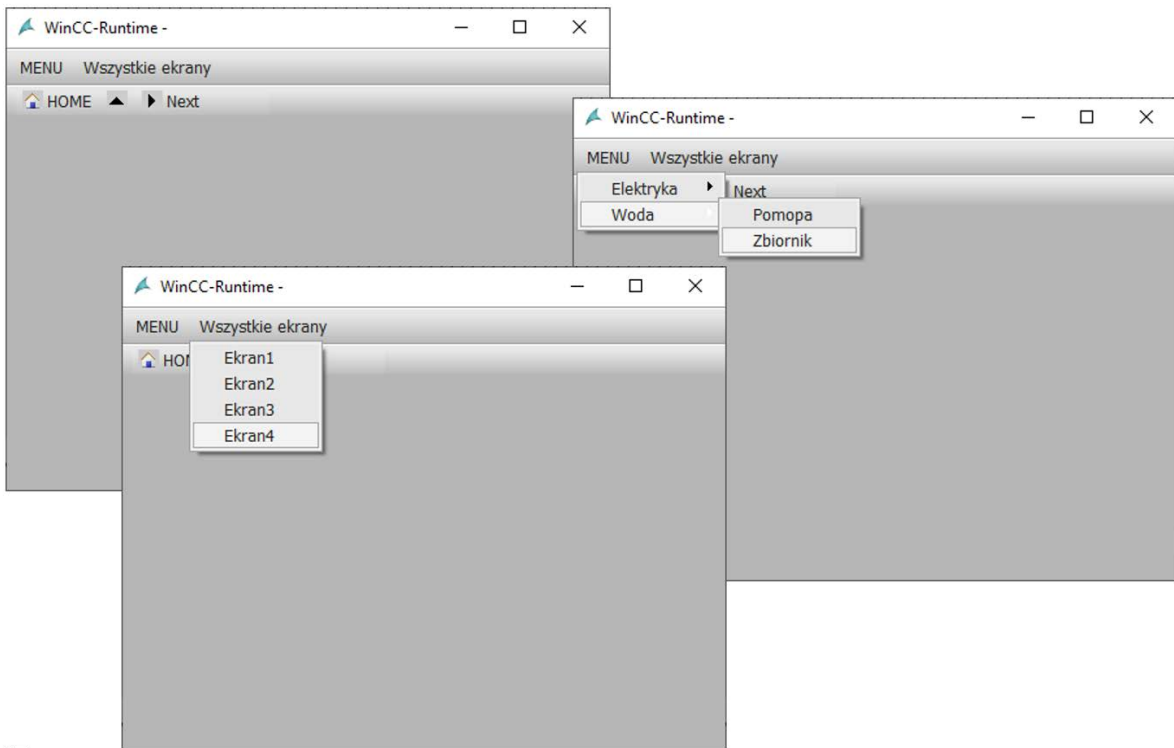 WinCC-Runtime -
MENU Wszystkie ekrany
HOME Next
WinCC-Runtime -
MENU Wszystkie ekrany
Elektryka Next
Woda Pomopa
Zbiornik
WinCC-Runtime -
MENU Wszystkie ekrany
HO
Ekran1
Ekran2
Ekran3
Ekran4